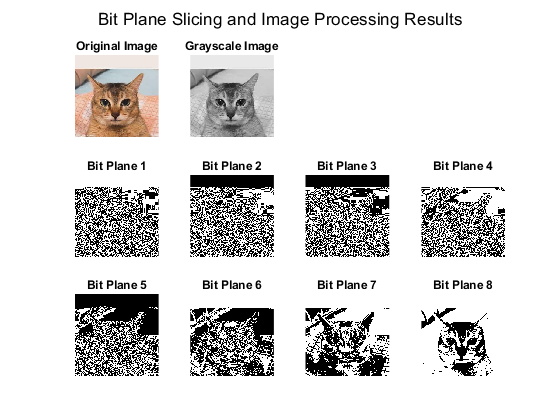 Bit Plane Slicing and Image Processing Results
Original Image
Grayscale Image
Bit Plane 1
Bit Plane 2
Bit Plane 3
Bit Plane 4
Bit Plane 5
Bit Plane 6
Bit Plane 7
Bit Plane 8